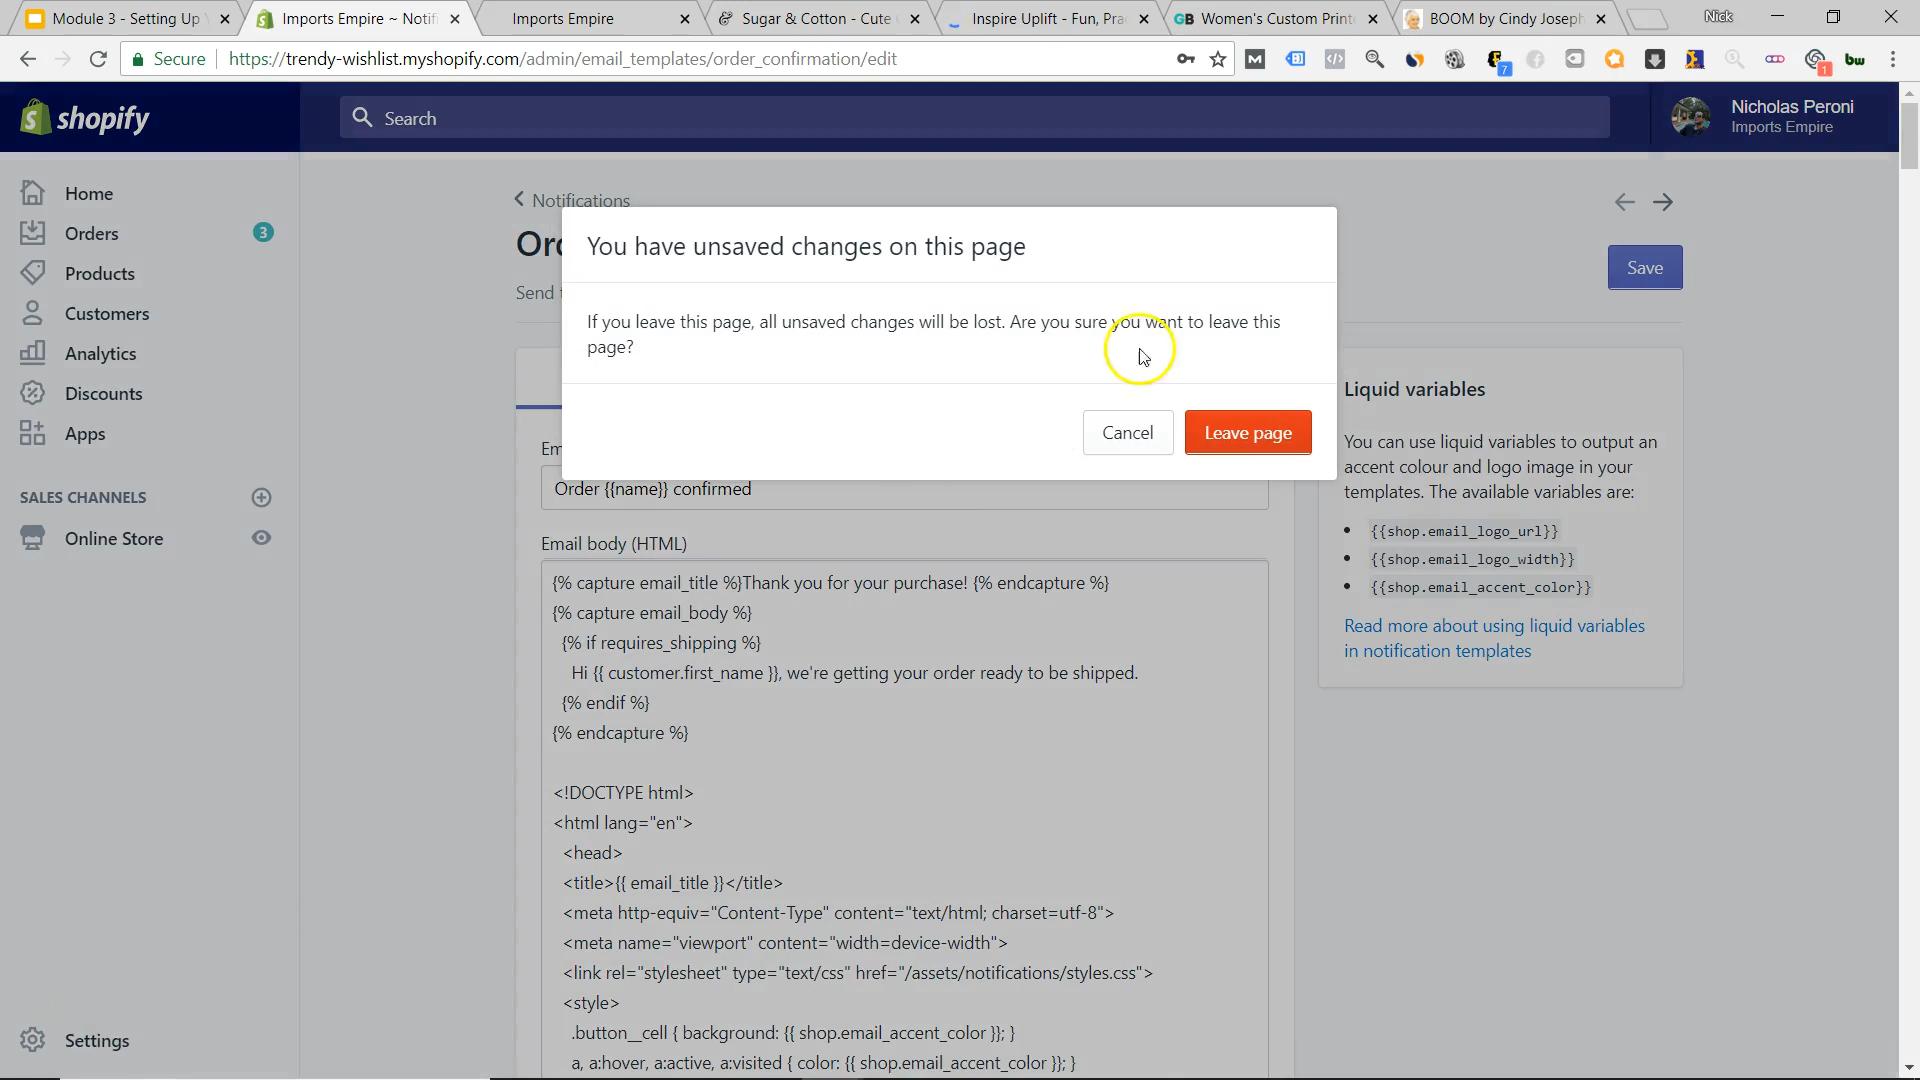 Module 3 - Setting Up
Imports Empire ~ Notif
Imports Empire
Sugar & Cotton - Cute
Inspire Uplift - Fun, Pra
GB Women's Custom Print
BOOM by Cindy Joseph
Nick
Secure
https://trendy-wishlist.myshopify.com/admin/email_templates/order_confirmation/edit
M
7
1
bw
shopify
Search
Nicholas Peroni
Imports Empire
Home
Orders
3
Products
Customers
Analytics
Discounts
Apps
SALES CHANNELS
Online Store
Settings
Notifications
Ord
Send
Save
You have unsaved changes on this page
If you leave this page, all unsaved changes will be lost. Are you sure you want to leave this
page?
Cancel
Leave page
Em
Order {{name}} confirmed
Email body (HTML)
{% capture email_title %}Thank you for your purchase! {% endcapture %}
{% capture email_body %}
{% if requires_shipping %}
Hi {{ customer.first_name }}, we're getting your order ready to be shipped.
{% endif %}
{% endcapture %}
<!DOCTYPE html>
<html lang="en">
<head>
<title>{{ email_title }}</title>
<meta http-equiv="Content-Type" content="text/html; charset=utf-8">
<meta name="viewport" content="width=device-width">
<link rel="stylesheet" type="text/css" href="/assets/notifications/styles.css">
<style>
.button__cell { background: {{ shop.email_accent_color }}; }
a, a:hover, a:active, a:visited { color: {{ shop.email_accent_color }}; }
Liquid variables
You can use liquid variables to output an
accent colour and logo image in your
templates. The available variables are:
{{shop.email_logo_url}}
{{shop.email_logo_width}}
{{shop.email_accent_color}}
Read more about using liquid variables
in notification templates